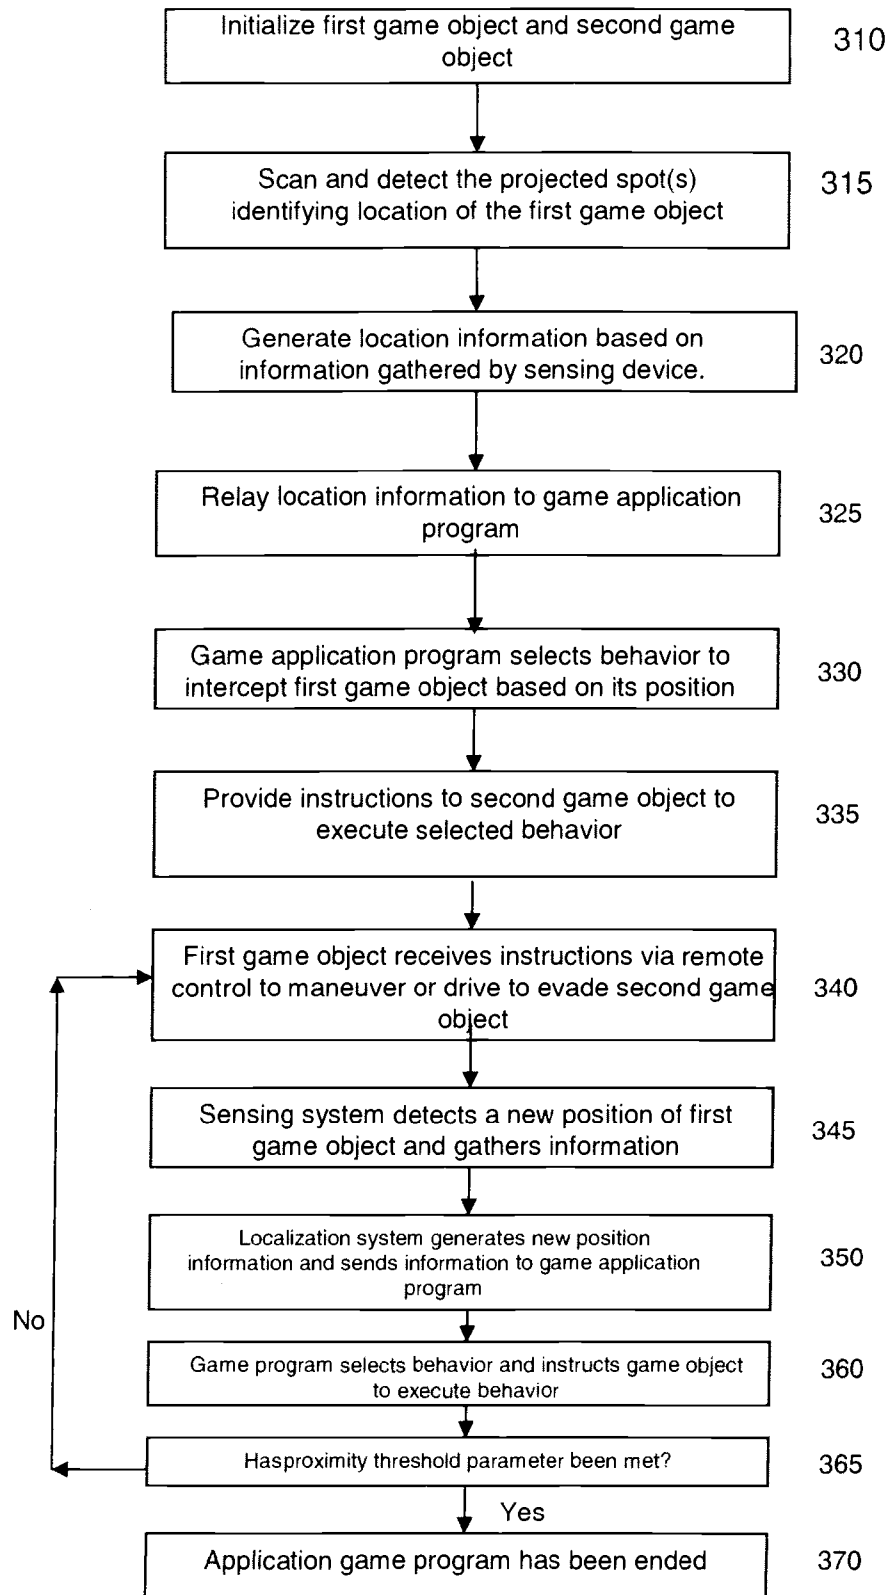 Initialize first game object and second game
object
310
Scan and detect the projected spot(s)
identifying location of the first game object
315
Generate location information based on
information gathered by sensing device.
320
Relay location information to game application
program
325
Game application program selects behavior to
intercept first game object based on its position
330
Provide instructions to second game object to
execute selected behavior
335
First game object receives instructions via remote
control to maneuver or drive to evade second game
object
340
Sensing system detects a new position of first
game object and gathers information
345
Localization system generates new position
information and sends information to game application
program
350
No
Game program selects behavior and instructs game object
to execute behavior
360
Hasproximity threshold parameter been met?
365
Yes
Application game program has been ended
370